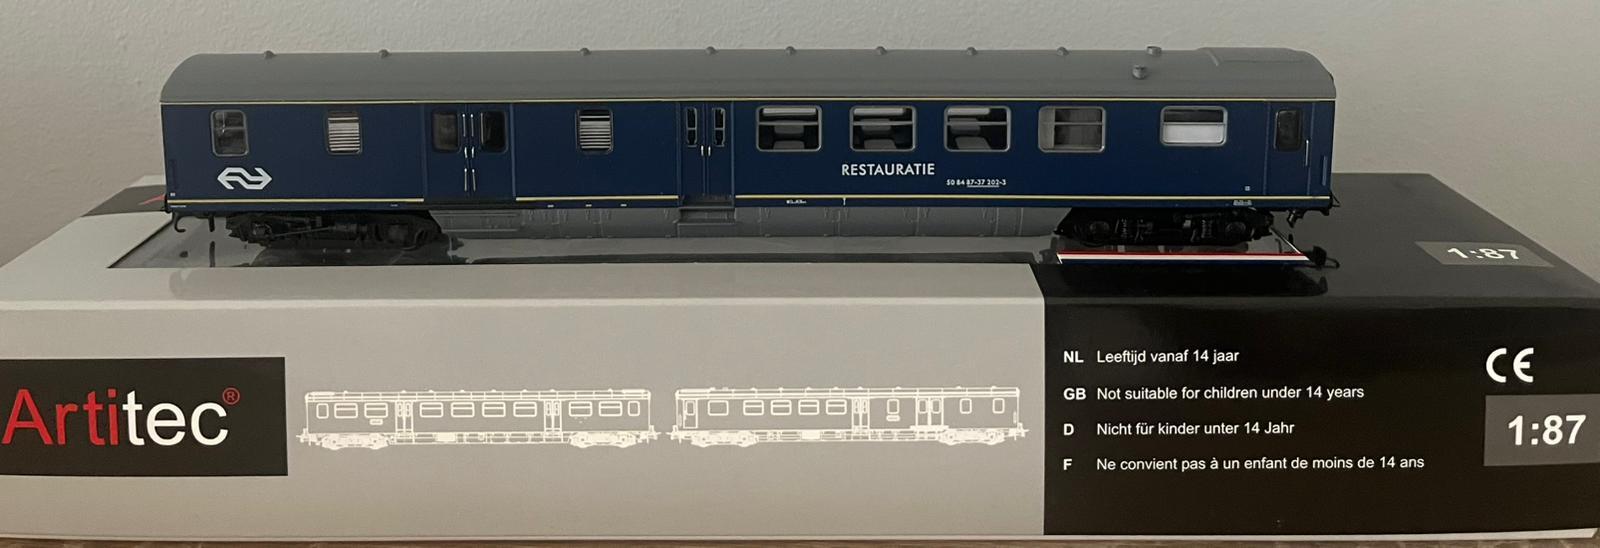 RESTAURATIE
50 84 87-37 202-3
1:87
Artitec®
NL Leeftijd vanaf 14 jaar
GB Not suitable for children under 14 years
D Nicht für kinder unter 14 Jahr
F Ne convient pas à un enfant de moins de 14 ans
CE
1:87